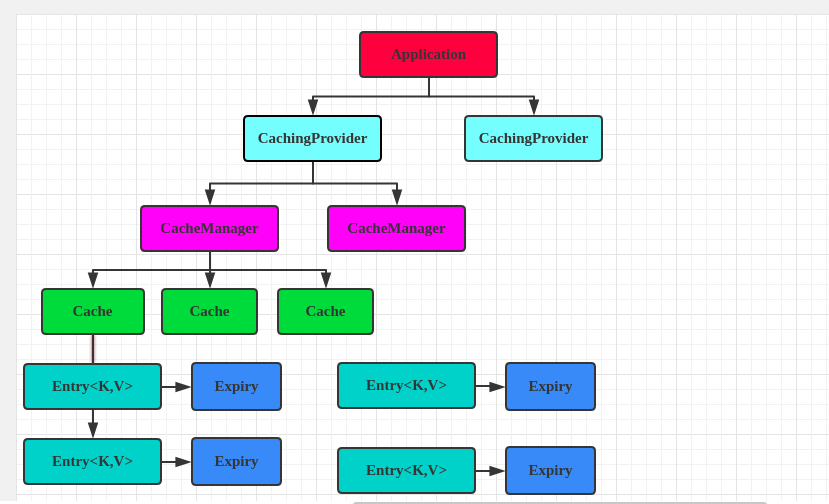 Application
CachingProvider
CachingProvider
CacheManager
CacheManager
Cache
Cache
Cache
Entry<K,V>
Expiry
Entry<K,V>
Expiry
Entry<K,V>
Expiry
Entry<K,V>
Expiry